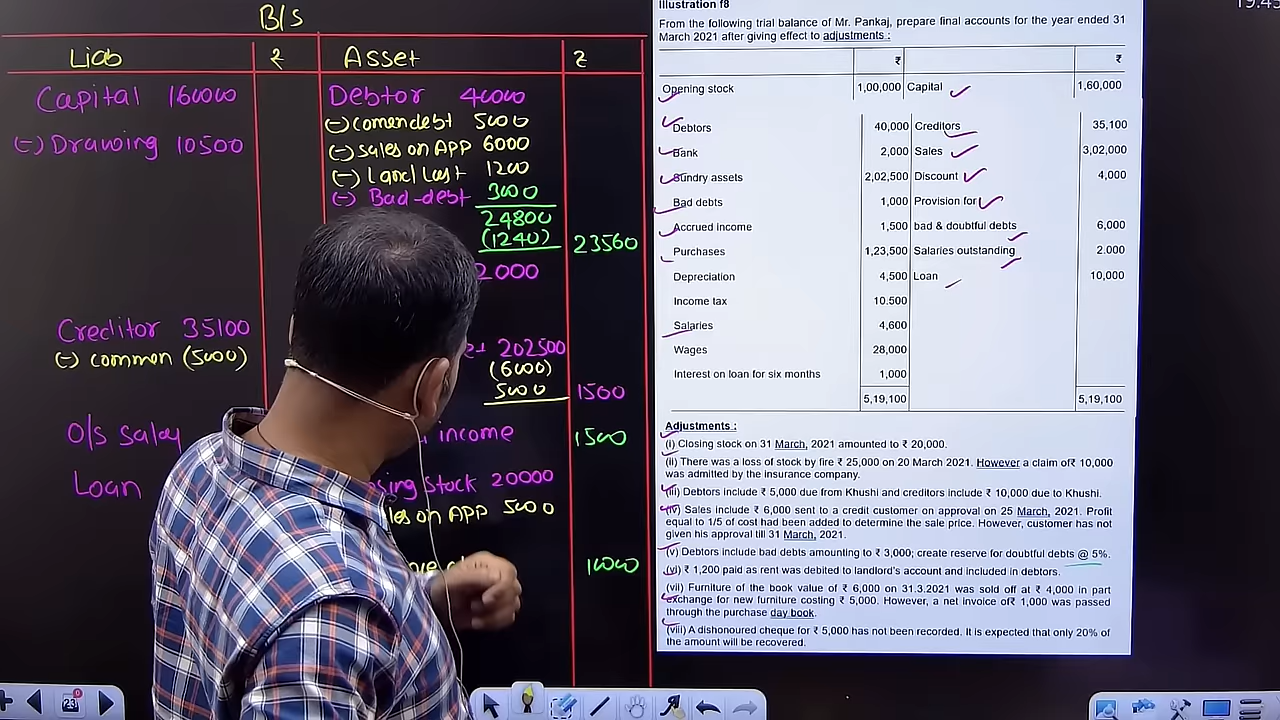 B/S
Liab ₹ Asset ₹
Capital 160000
(-) Drawing 10500
Creditor 35100
(-) common (5000)
O/S Salay
Loan
Debtor 40000
(-) comendebt 5000
(-) Sales on APP 6000
(-) Land Last 1200
(-) Bad-debt 3000
24800
(1240) 23560
2000
202500
(6000)
5000 1500
income 1500
sing Stock 20000
les on APP 5000
10000
23
19:45
Illustration f8
From the following trial balance of Mr. Pankaj, prepare final accounts for the year ended 31
March 2021 after giving effect to adjustments :
₹ ₹
Opening stock 1,00,000 Capital 1,60,000
Debtors 40,000 Creditors 35,100
Bank 2,000 Sales 3,02,000
Sundry assets 2,02,500 Discount 4,000
Bad debts 1,000 Provision for
Accrued income 1,500 bad & doubtful debts 6,000
Purchases 1,23,500 Salaries outstanding 2.000
Depreciation 4,500 Loan 10,000
Income tax 10.500
Salaries 4,600
Wages 28,000
Interest on loan for six months 1,000
5,19,100 5,19,100
Adjustments :
(i) Closing stock on 31 March, 2021 amounted to ₹ 20,000.
(ii) There was a loss of stock by fire ₹ 25,000 on 20 March 2021. However a claim of₹ 10,000
was admitted by the insurance company.
(iii) Debtors include ₹ 5,000 due from Khushi and creditors include ₹ 10,000 due to Khushi.
(iv) Sales include ₹ 6,000 sent to a credit customer on approval on 25 March, 2021. Profit
equal to 1/5 of cost had been added to determine the sale price. However, customer has not
given his approval till 31 March, 2021.
(v) Debtors include bad debts amounting to ₹ 3,000; create reserve for doubtful debts @ 5%.
(vi) ₹ 1,200 paid as rent was debited to landlord's account and included in debtors.
(vii) Furniture of the book value of ₹ 6,000 on 31.3.2021 was sold off at ₹ 4,000 in part
exchange for new furniture costing ₹ 5,000. However, a net invoice of₹ 1,000 was passed
through the purchase day book.
(viii) A dishonoured cheque for ₹ 5,000 has not been recorded. It is expected that only 20% of
the amount will be recovered.